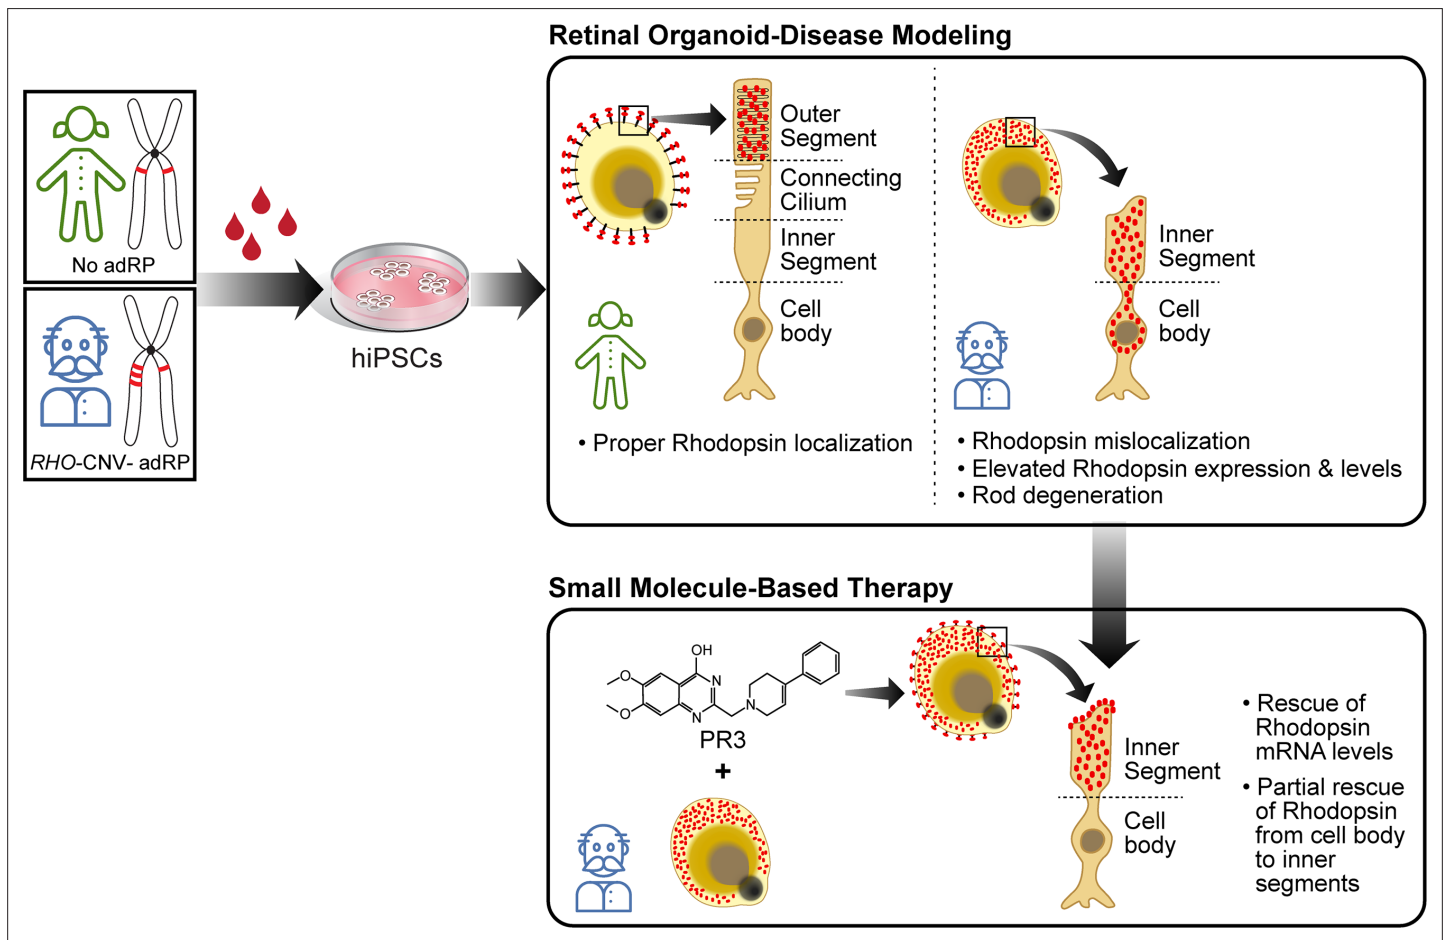 Retinal Organoid-Disease Modeling
No adRP
RHO-CNV- adRP
hiPSCs
Outer
Segment
Connecting
Cilium
Inner
Segment
Cell
body
• Proper Rhodopsin localization
Inner
Segment
Cell
body
• Rhodopsin mislocalization
• Elevated Rhodopsin expression & levels
• Rod degeneration
Small Molecule-Based Therapy
OH
O
N
O
N
N
PR3
+
Inner
Segment
Cell
body
• Rescue of
Rhodopsin
mRNA levels
• Partial rescue
of Rhodopsin
from cell body
to inner
segments